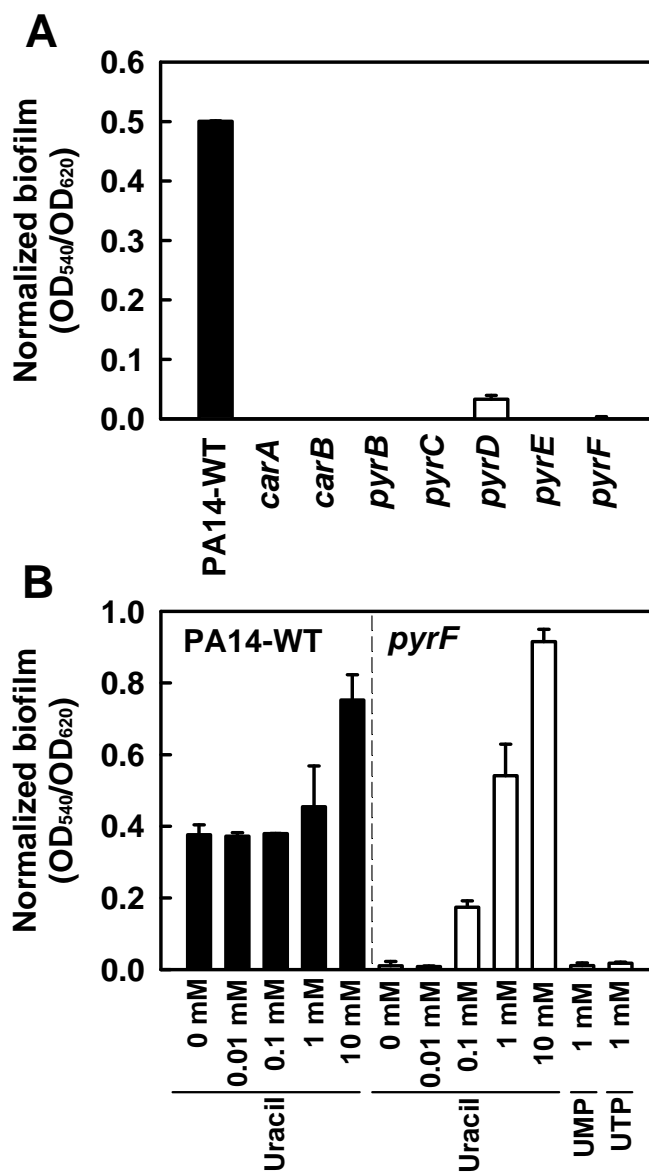 A
Normalized biofilm
(OD540/OD620)
0.6
0.5
0.4
0.3
0.2
0.1
0.0
PA14-WT
carA
carB
pyrB
pyrC
pyrD
pyrE
pyrF
B
Normalized biofilm
(OD540/OD620)
1.0
0.8
0.6
0.4
0.2
0.0
PA14-WT
pyrF
0 mM
0.01 mM
0.1 mM
1 mM
10 mM
0 mM
0.01 mM
0.1 mM
1 mM
10 mM
1 mM
1 mM
Uracil
Uracil
UMP
UTP